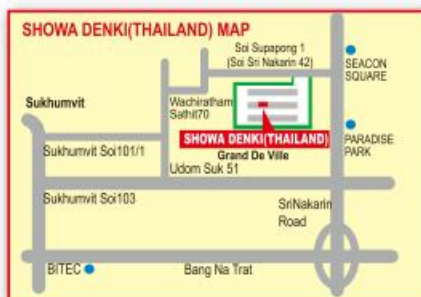 SHOWA DENKI(THAILAND) MAP
Soi Supapong 1
(Soi Sri Nakarin 42)
SEACON
SQUARE
Sukhumvit
Wachiratham
Sathit70
SHOWA DENKI(THAILAND)
Grand De Ville
PARADISE
PARK
Sukhumvit Soi101/1
Udom Suk 51
Sukhumvit Soi103
SriNakarin
Road
BITEC
Bang Na Trat